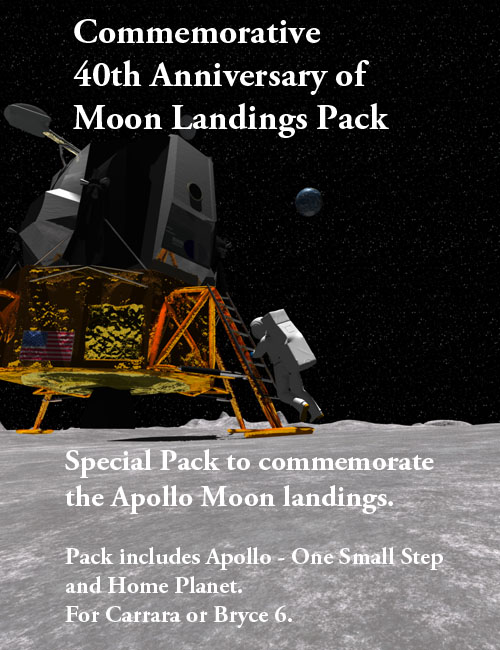 Commemorative
40th Anniversary of
Moon Landings Pack
Special Pack to commemorate
the Apollo Moon landings.
Pack includes Apollo - One Small Step
and Home Planet.
For Carrara or Bryce 6.